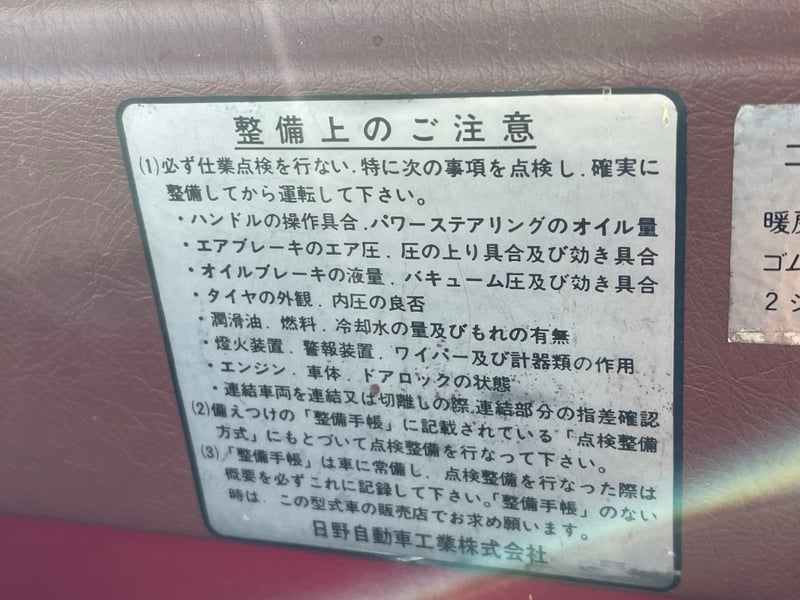 整備上のご注意
(1)必ず仕業点検を行ない.特に次の事項を点検し.確実に
整備してから運転して下さい。
・ハンドルの操作具合.パワーステアリングのオイル量
・エアブレーキのエア圧.圧の上り具合及び効き具合
・オイルブレーキの液量.バキューム圧及び効き具合
・タイヤの外観.内圧の良否
・潤滑油.燃料.冷却水の量及びもれの有無
・燈火装置.警報装置.ワイパー及び計器類の作用
・エンジン.車体.ドアロックの状態
・連結車両を連結又は切離しの際.連結部分の指差確認
(2)備えつけの「整備手帳」に記載されている「点検整備
方式」にもとづいて点検整備を行なって下さい。
(3)「整備手帳」は車に常備し.点検整備を行なった際は
概要を必ずこれに記録して下さい。「整備手帳」のない
時は.この型式車の販売店でお求め願います。
日野自動車工業株式会社
暖房
ゴム
2